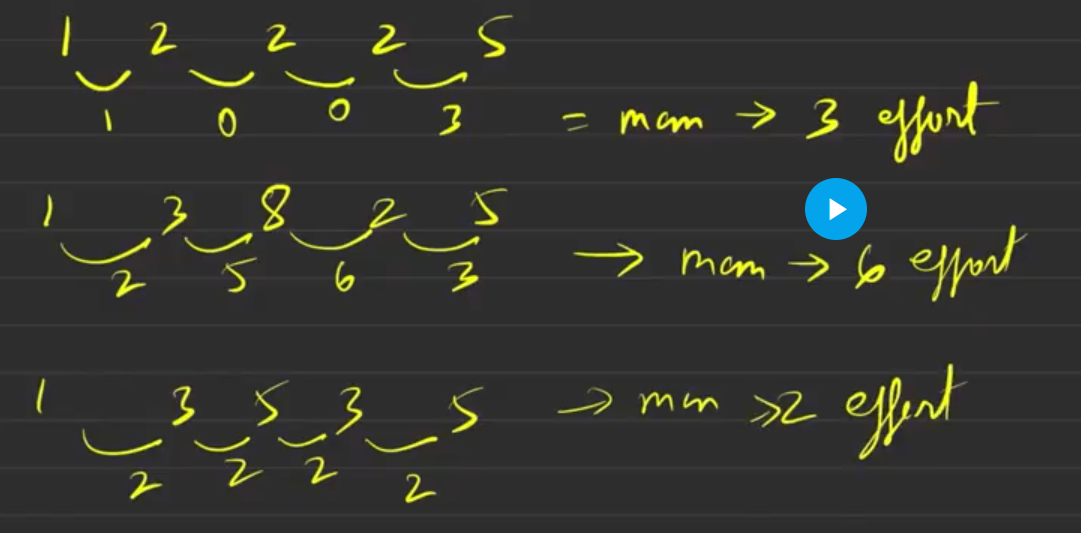 1 2 2 2 5
1 0 0 3 = max → 3 effort
1 3 8 2 5
2 5 6 3 → max → 6 effort
1 3 5 3 5 → max → 2 effort
2 2 2 2